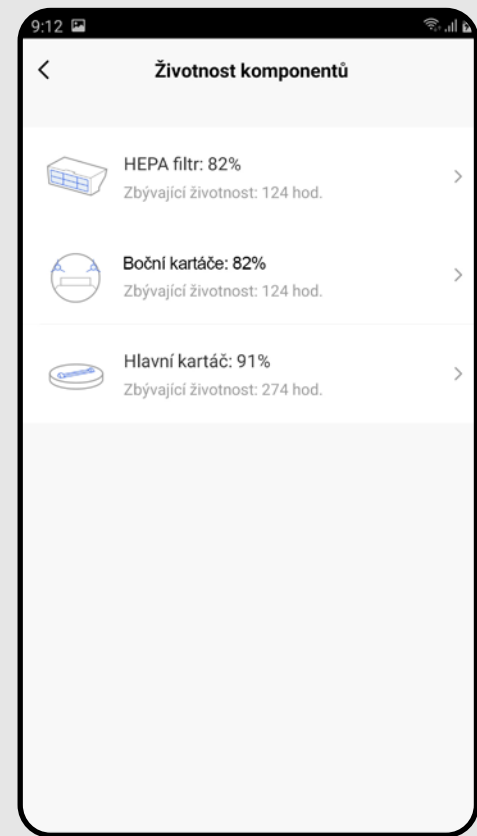 9:12
Životnost komponentů
HEPA filtr: 82%
Zbývající životnost: 124 hod.
Boční kartáče: 82%
Zbývající životnost: 124 hod.
Hlavní kartáč: 91%
Zbývající životnost: 274 hod.